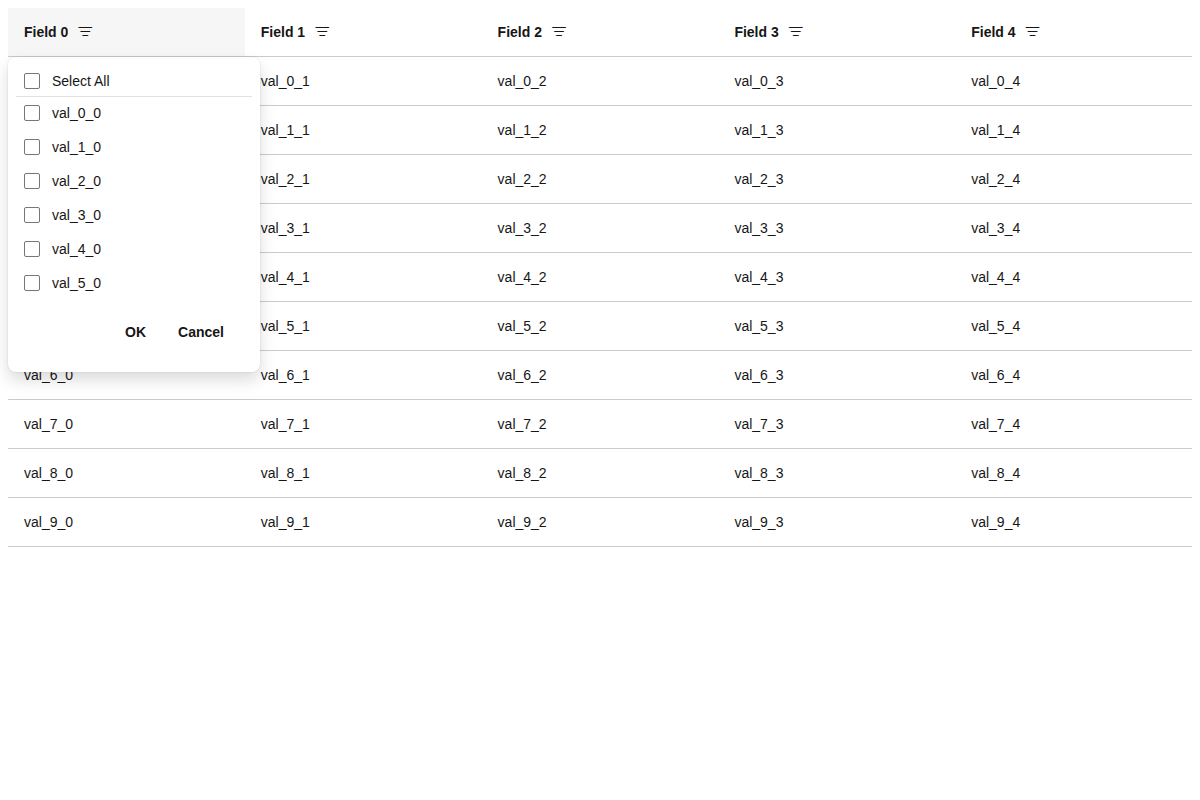 Field 0 Field 1 Field 2 Field 3 Field 4
Select All
val_0_0
val_1_0
val_2_0
val_3_0
val_4_0
val_5_0
OK Cancel
val_0_1 val_0_2 val_0_3 val_0_4
val_1_1 val_1_2 val_1_3 val_1_4
val_2_1 val_2_2 val_2_3 val_2_4
val_3_1 val_3_2 val_3_3 val_3_4
val_4_1 val_4_2 val_4_3 val_4_4
val_5_1 val_5_2 val_5_3 val_5_4
val_6_0 val_6_1 val_6_2 val_6_3 val_6_4
val_7_0 val_7_1 val_7_2 val_7_3 val_7_4
val_8_0 val_8_1 val_8_2 val_8_3 val_8_4
val_9_0 val_9_1 val_9_2 val_9_3 val_9_4